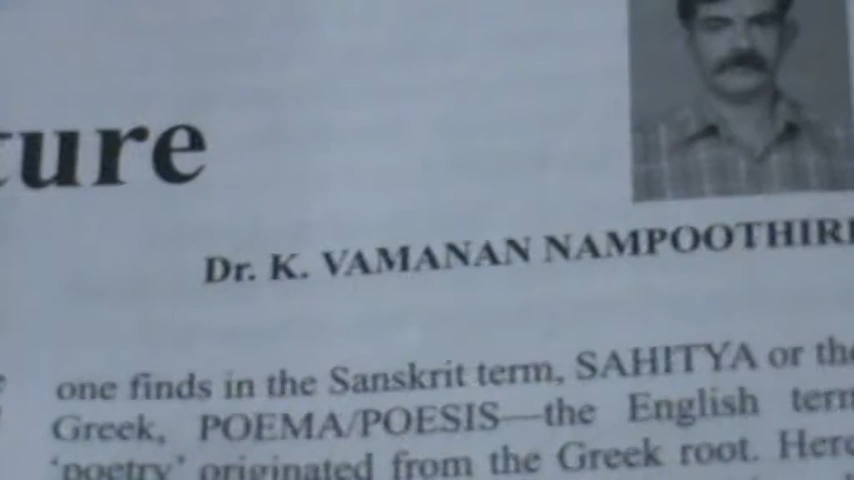 ture
Dr. K. VAMANAN NAMPOOTHIRI
one finds in the Sanskrit term, SAHITYA or the
Greek, POEMA/POESIS—the English term
‘poetry’ originated from the Greek root. Here